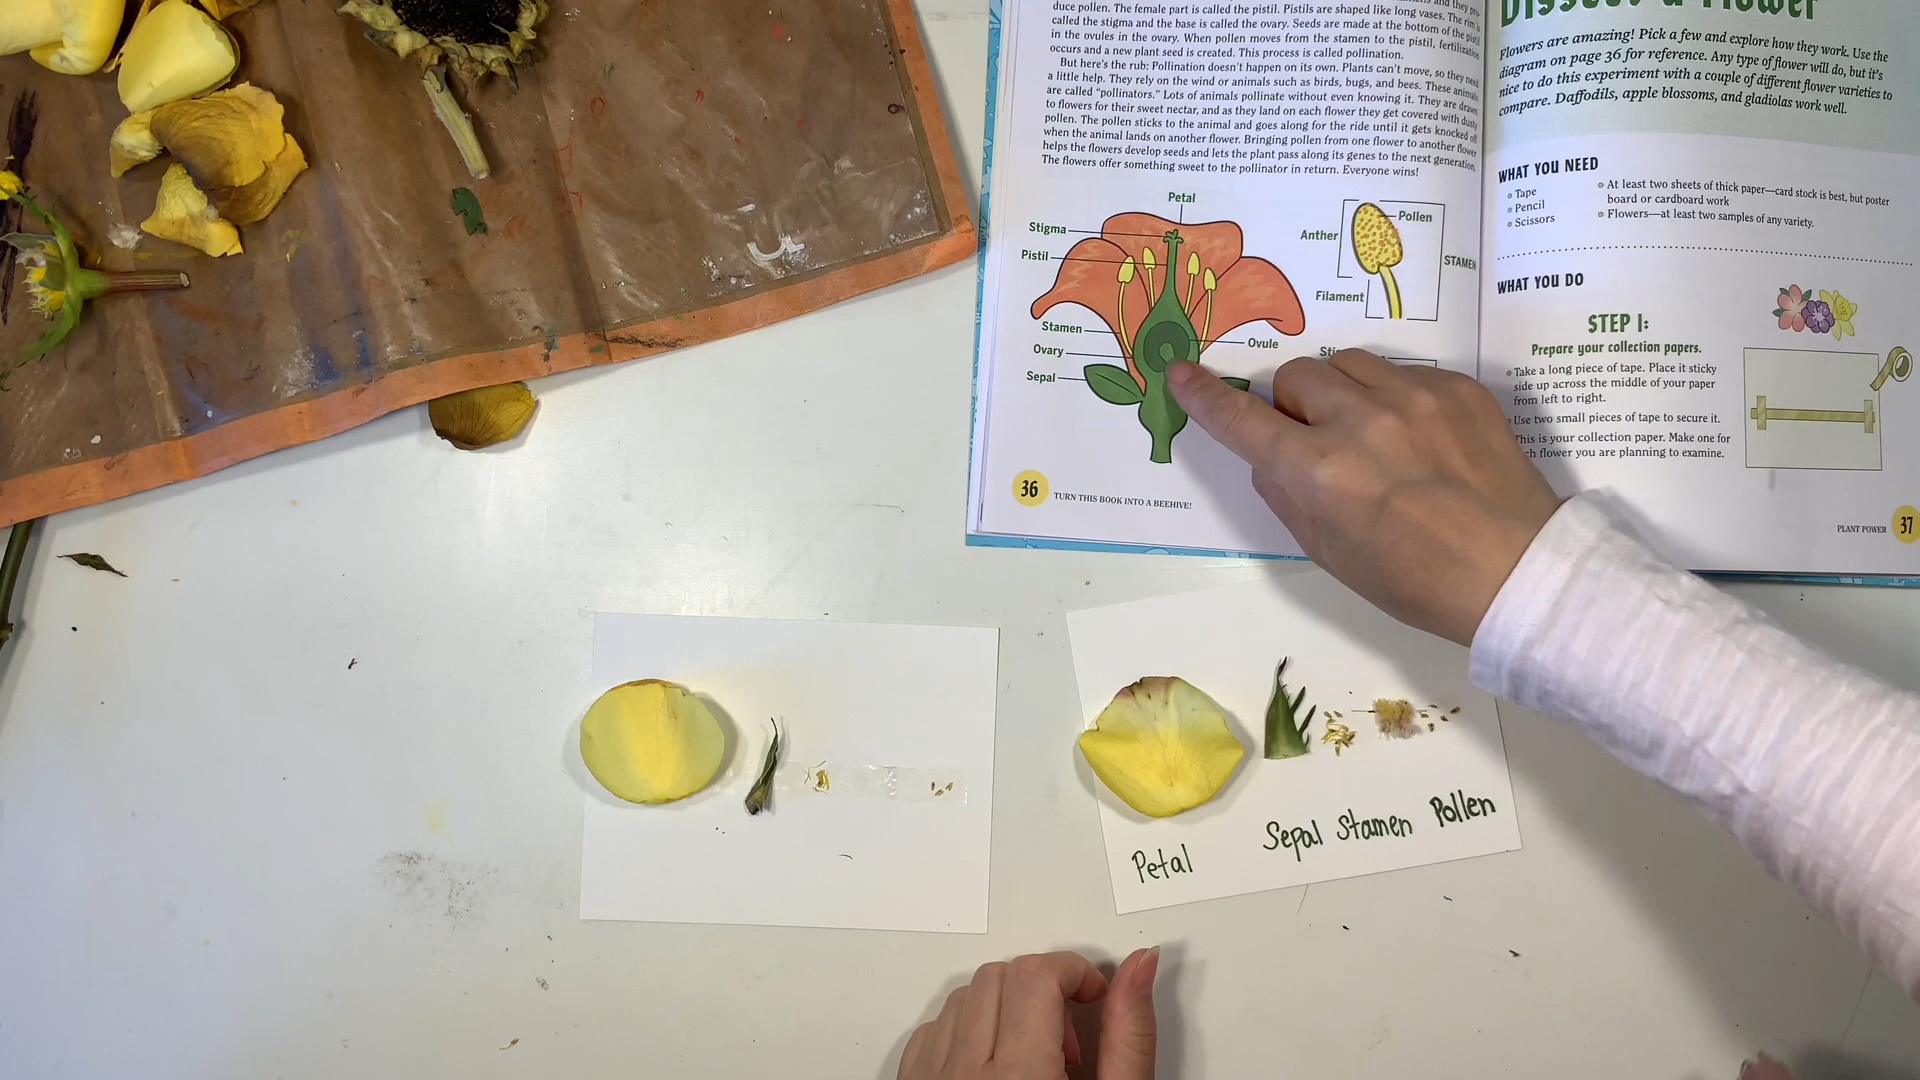 duce pollen. The female part is called the pistil. Pistils are shaped like long vases. The rim is
called the stigma and the base is called the ovary. Seeds are made at the bottom of the pistil
in the ovules in the ovary. When pollen moves from the stamen to the pistil, fertilization
occurs and a new plant seed is created. This process is called pollination.
But here's the rub: Pollination doesn't happen on its own. Plants can't move, so they need
a little help. They rely on the wind or animals such as birds, bugs, and bees. These animals
are called "pollinators." Lots of animals pollinate without even knowing it. They are drawn
to flowers for their sweet nectar, and as they land on each flower they get covered with dusty
pollen. The pollen sticks to the animal and goes along for the ride until it gets knocked off
when the animal lands on another flower. Bringing pollen from one flower to another flower
helps the flowers develop seeds and lets the plant pass along its genes to the next generation.
The flowers offer something sweet to the pollinator in return. Everyone wins!
Petal
Stigma
Pistil
Stamen
Ovary
Sepal
Ovule
Anther
Pollen
STAMEN
Filament
36
TURN THIS BOOK INTO A BEEHIVE!
Dissect a Flower
Flowers are amazing! Pick a few and explore how they work. Use the
diagram on page 36 for reference. Any type of flower will do, but it's
nice to do this experiment with a couple of different flower varieties to
compare. Daffodils, apple blossoms, and gladiolas work well.
WHAT YOU NEED
Tape
Pencil
Scissors
At least two sheets of thick paper—card stock is best, but poster
board or cardboard work
Flowers—at least two samples of any variety.
WHAT YOU DO
STEP 1:
Prepare your collection papers.
Take a long piece of tape. Place it sticky
side up across the middle of your paper
from left to right.
Use two small pieces of tape to secure it.
This is your collection paper. Make one for
flower you are planning to examine.
PLANT POWER
37
Petal
Sepal Stamen Pollen